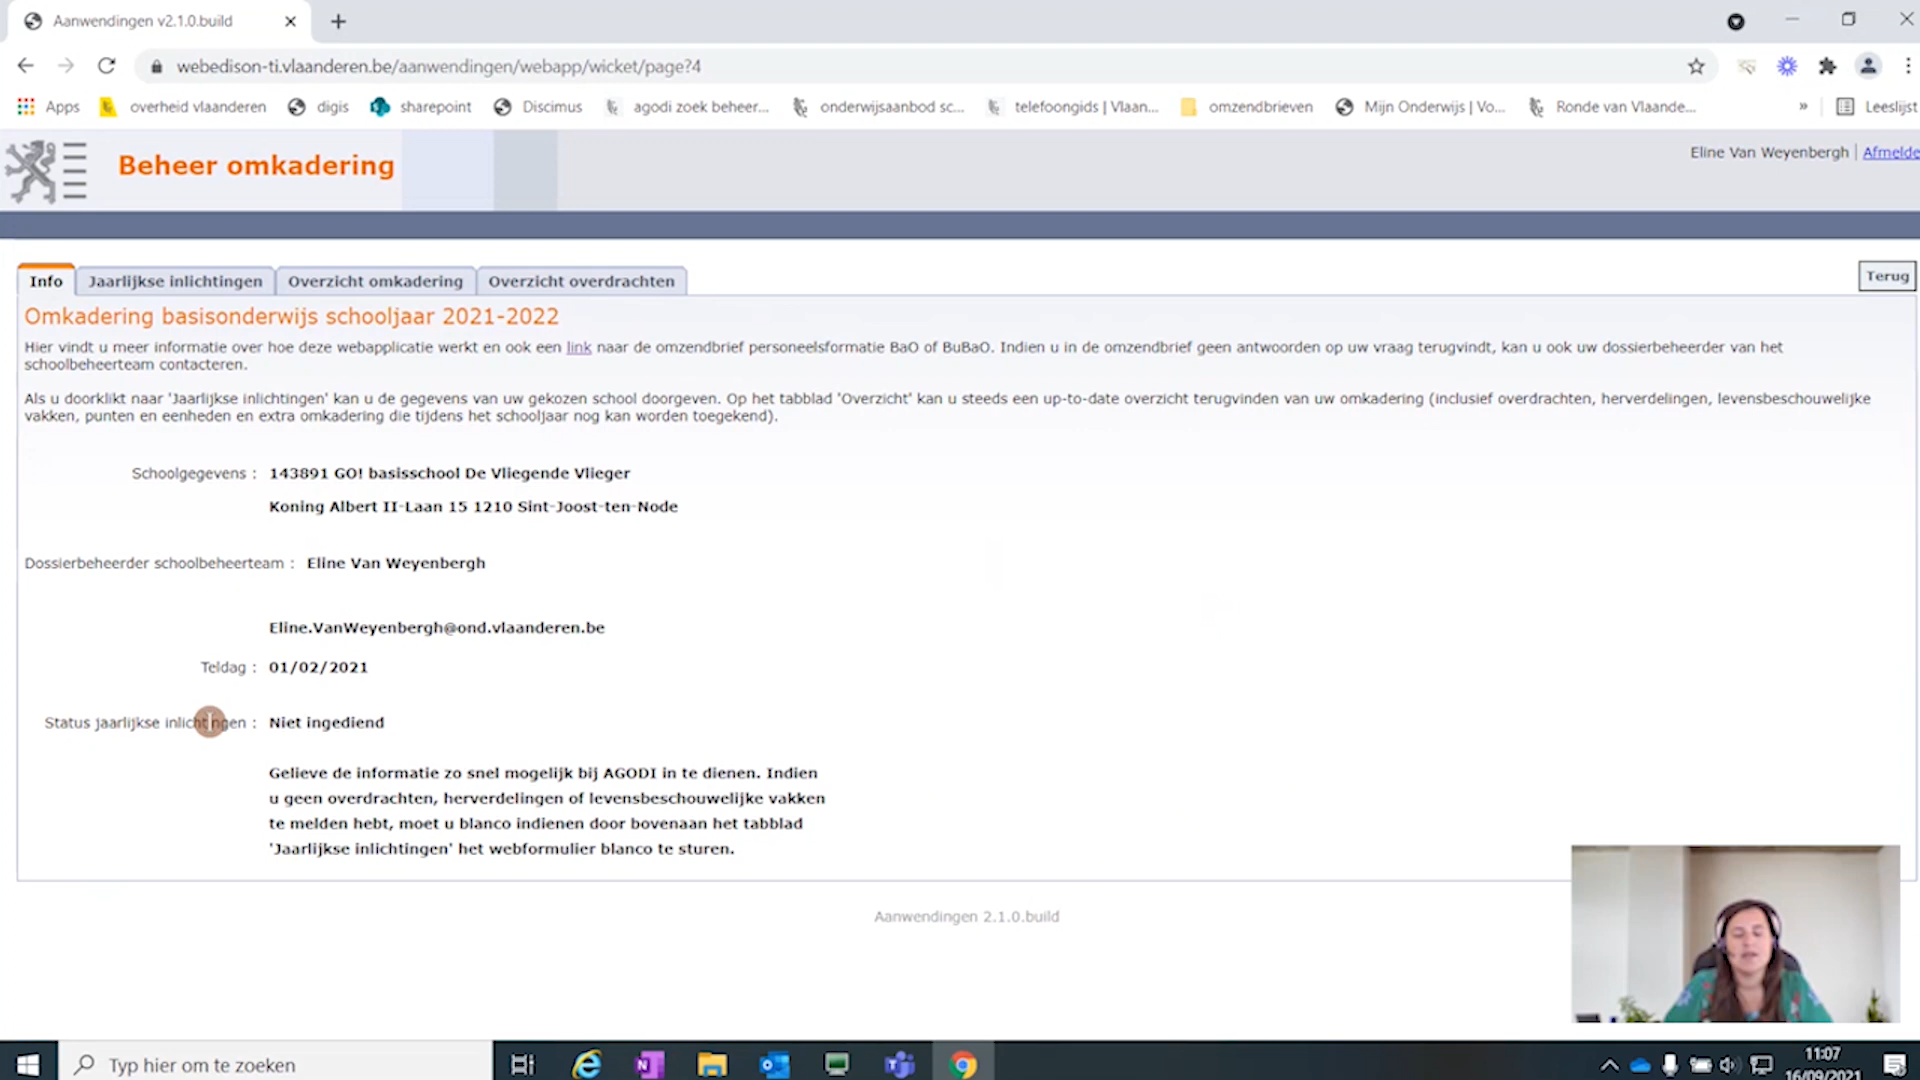 Aanwendingen v2.1.0.build
webedison-ti.vlaanderen.be/aanwendingen/webapp/wicket/page?4
Apps overheid vlaanderen digis sharepoint Discimus agodi zoek beheer... onderwijsaanbod sc... telefoongids | Vlaan... omzendbrieven Mijn Onderwijs | Vo... Ronde van Vlaande... » Leeslijst
Beheer omkadering
Eline Van Weyenbergh | Afmelde
Info Jaarlijkse inlichtingen Overzicht omkadering Overzicht overdrachten Terug
Omkadering basisonderwijs schooljaar 2021-2022
Hier vindt u meer informatie over hoe deze webapplicatie werkt en ook een link naar de omzendbrief personeelsformatie BaO of BuBaO. Indien u in de omzendbrief geen antwoorden op uw vraag terugvindt, kan u ook uw dossierbeheerder van het
schoolbeheerteam contacteren.
Als u doorklikt naar 'Jaarlijkse inlichtingen' kan u de gegevens van uw gekozen school doorgeven. Op het tabblad 'Overzicht' kan u steeds een up-to-date overzicht terugvinden van uw omkadering (inclusief overdrachten, herverdelingen, levensbeschouwelijke
vakken, punten en eenheden en extra omkadering die tijdens het schooljaar nog kan worden toegekend).
Schoolgegevens : 143891 GO! basisschool De Vliegende Vlieger
Koning Albert II-Laan 15 1210 Sint-Joost-ten-Node
Dossierbeheerder schoolbeheerteam : Eline Van Weyenbergh
Eline.VanWeyenbergh@ond.vlaanderen.be
Teldag : 01/02/2021
Status jaarlijkse inlichtingen : Niet ingediend
Gelieve de informatie zo snel mogelijk bij AGODI in te dienen. Indien
u geen overdrachten, herverdelingen of levensbeschouwelijke vakken
te melden hebt, moet u blanco indienen door bovenaan het tabblad
'Jaarlijkse inlichtingen' het webformulier blanco te sturen.
Aanwendingen 2.1.0.build
Typ hier om te zoeken
11:07
16/09/2021